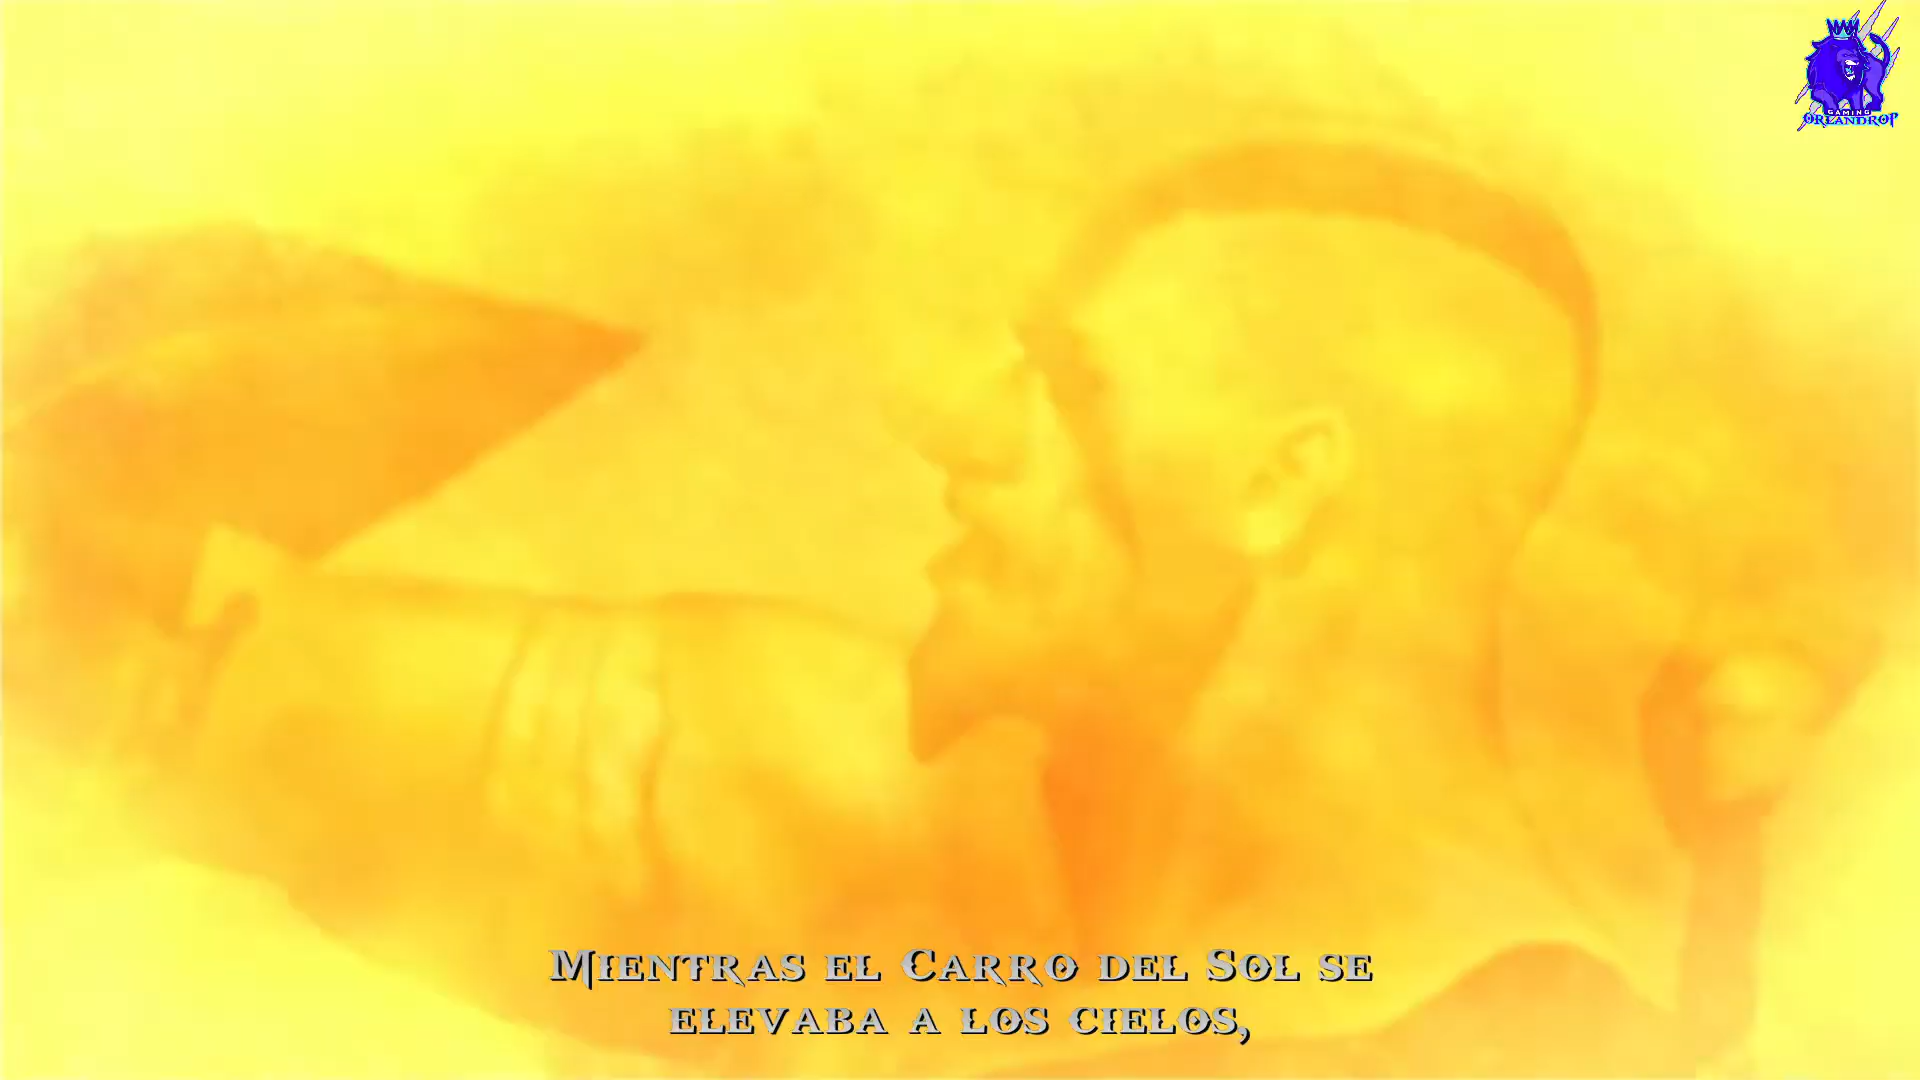 GAMING
ORLANDROP
Mientras el Carro del Sol se
elevaba a los cielos,